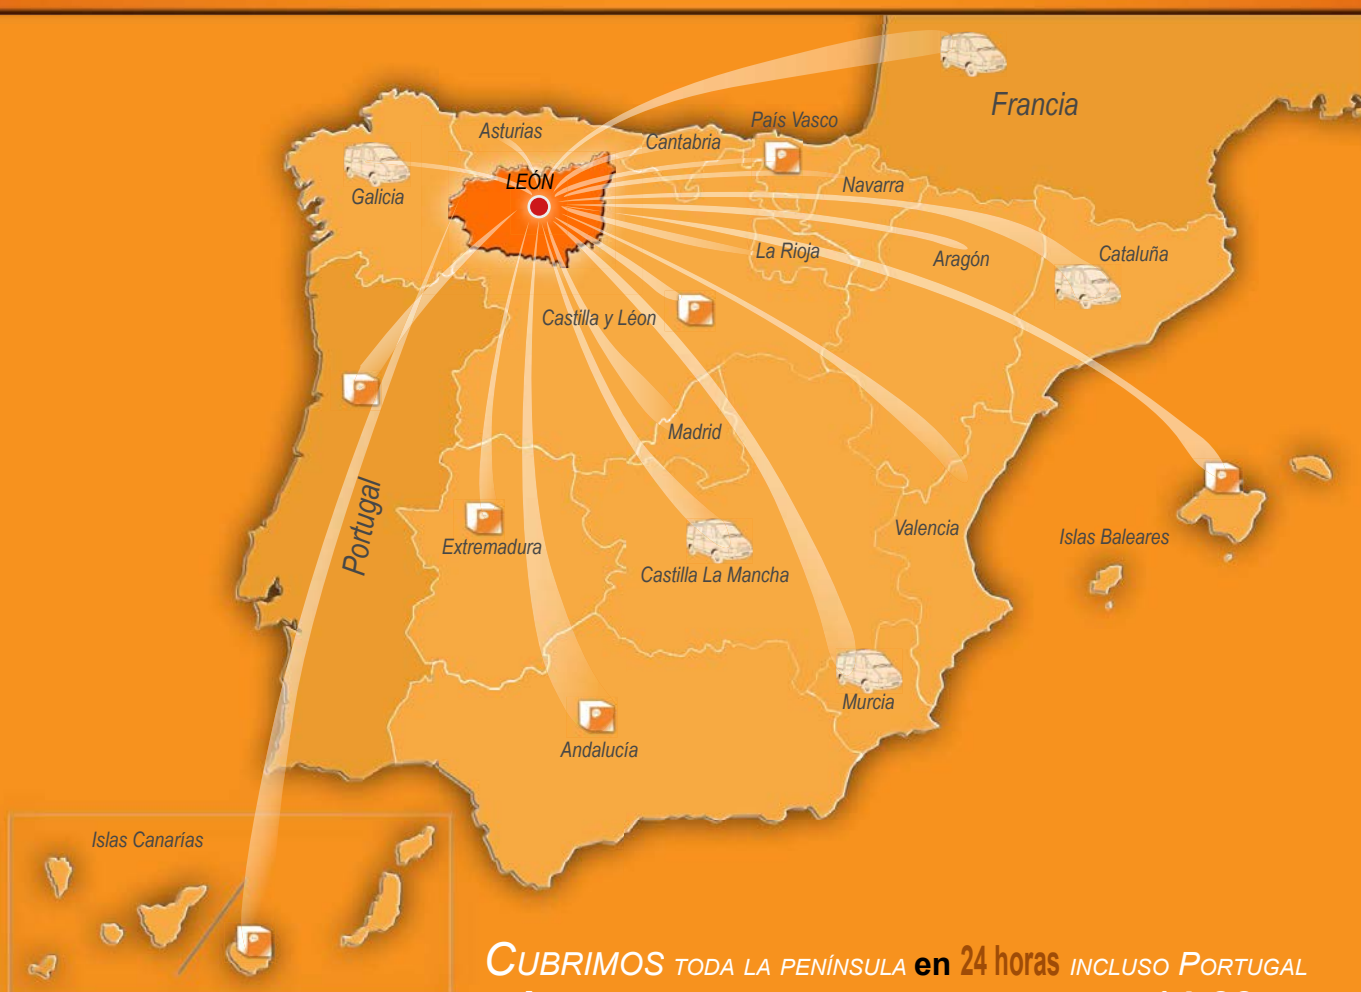 Francia
País Vasco
Asturias
Cantabria
LEÓN
Navarra
Galicia
La Rioja
Aragón
Cataluña
Castilla y Léon
Madrid
Portugal
Valencia
Extremadura
Islas Baleares
Castilla La Mancha
Murcia
Andalucía
Islas Canarías
CUBRIMOS TODA LA PENÍNSULA en 24 horas INCLUSO PORTUGAL